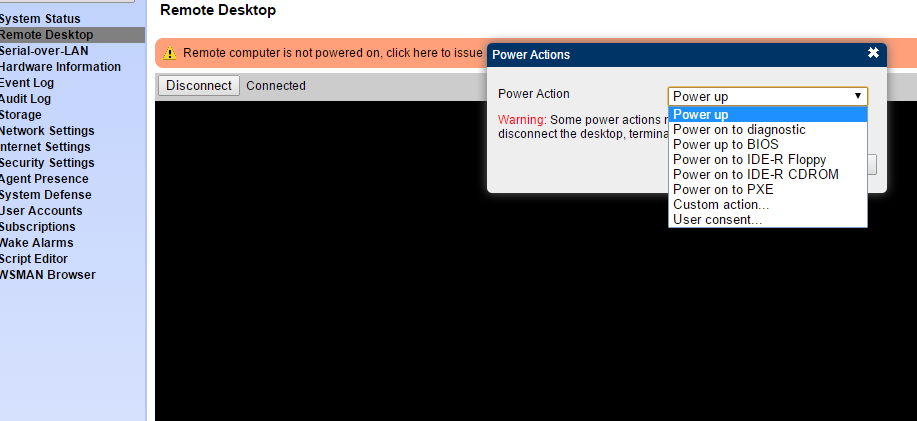 Remote Desktop
System Status
Remote Desktop
Serial-over-LAN
Hardware Information
Event Log
Audit Log
Storage
Network Settings
Internet Settings
Security Settings
Agent Presence
System Defense
User Accounts
Subscriptions
Wake Alarms
Script Editor
WSMAN Browser
Remote computer is not powered on, click here to issue
Disconnect Connected
Power Actions
Power Action Power up
Warning: Some power actions
disconnect the desktop,
Power up
Power on to diagnostic
Power up to BIOS
Power on to IDE-R Floppy
Power on to IDE-R CDROM
Power on to PXE
Custom action...
User consent...